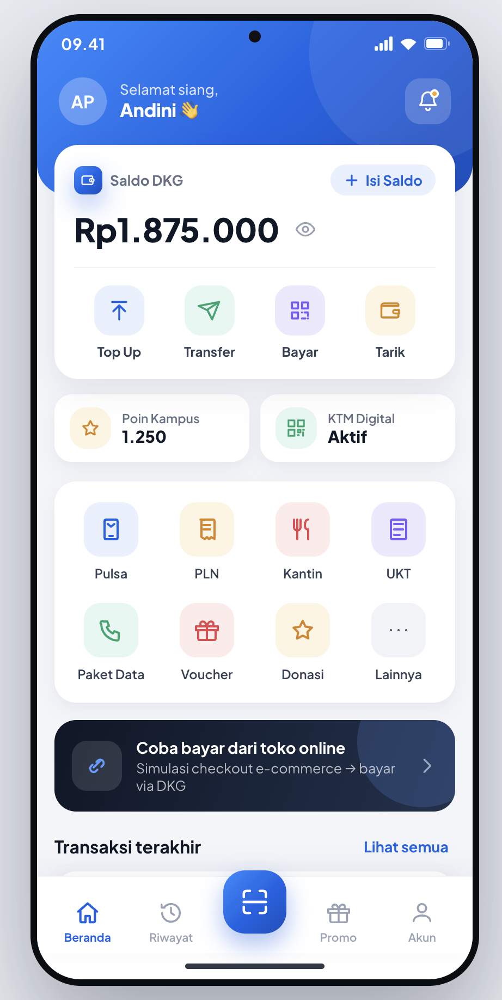 09.41
AP
Selamat siang,
Andini 👋
Saldo DKG
+ Isi Saldo
Rp1.875.000
Top Up
Transfer
Bayar
Tarik
Poin Kampus
1.250
KTM Digital
Aktif
Pulsa
PLN
Kantin
UKT
Paket Data
Voucher
Donasi
Lainnya
Coba bayar dari toko online
Simulasi checkout e-commerce → bayar
via DKG
Transaksi terakhir
Lihat semua
Beranda
Riwayat
Promo
Akun